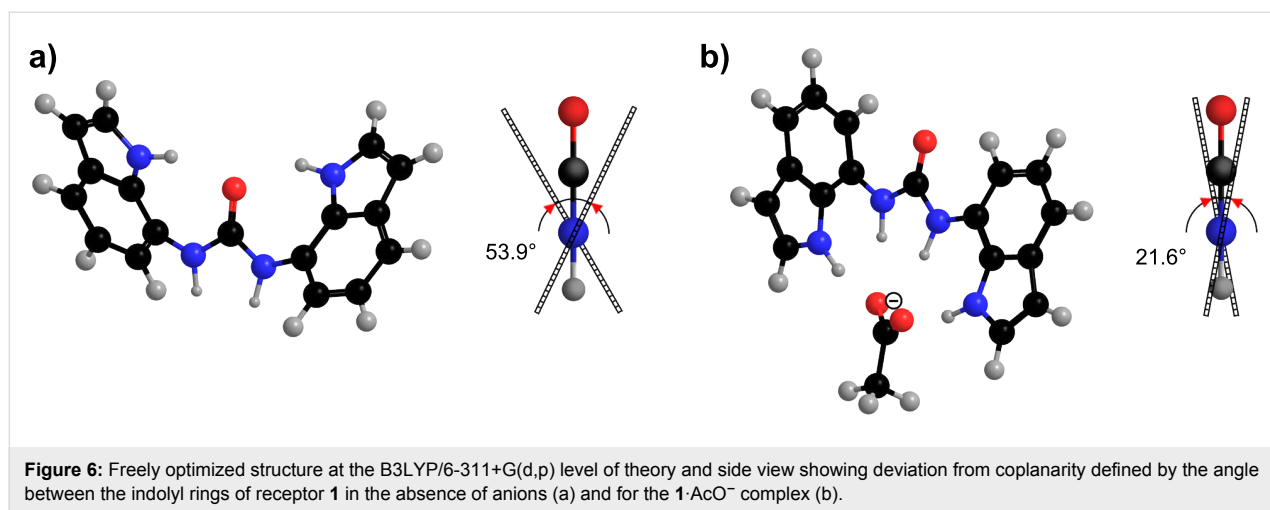 a)
b)
53.9°
21.6°
⊖
Figure 6: Freely optimized structure at the B3LYP/6-311+G(d,p) level of theory and side view showing deviation from coplanarity defined by the angle
between the indolyl rings of receptor 1 in the absence of anions (a) and for the 1·AcO⁻ complex (b).